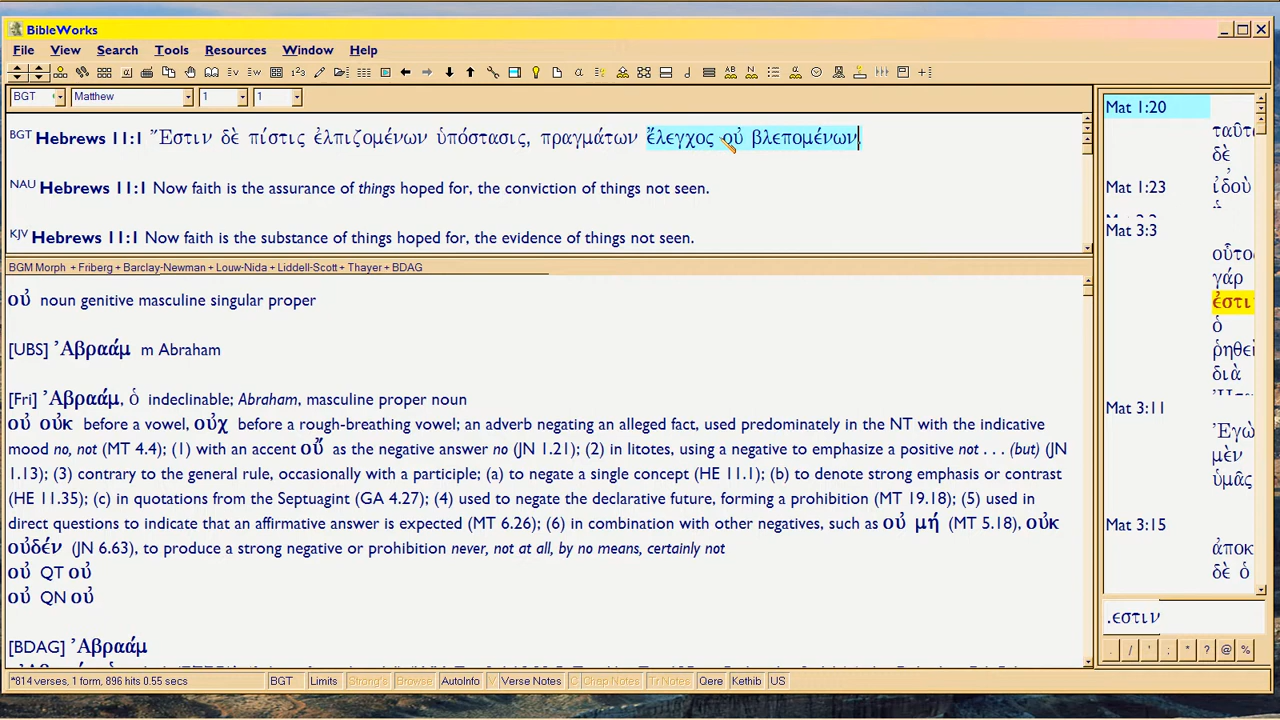 BibleWorks
File View Search Tools Resources Window Help
BGT Matthew 1 1
BGT Hebrews 11:1 Ἔστιν δὲ πίστις ἐλπιζομένων ὑπόστασις, πραγμάτων ἔλεγχος οὐ βλεπομένων.
NAU Hebrews 11:1 Now faith is the assurance of things hoped for, the conviction of things not seen.
KJV Hebrews 11:1 Now faith is the substance of things hoped for, the evidence of things not seen.
BGM Morph + Friberg + Barclay-Newman + Louw-Nida + Liddell-Scott + Thayer + BDAG
οὐ noun genitive masculine singular proper
[UBS] Ἀβραάμ m Abraham
[Fri] Ἀβραάμ, ὁ indeclinable; Abraham, masculine proper noun
οὐ οὐκ before a vowel, οὐχ before a rough-breathing vowel; an adverb negating an alleged fact, used predominately in the NT with the indicative
mood no, not (MT 4.4); (1) with an accent οὔ as the negative answer no (JN 1.21); (2) in litotes, using a negative to emphasize a positive not . . . (but) (JN
1.13); (3) contrary to the general rule, occasionally with a participle; (a) to negate a single concept (HE 11.1); (b) to denote strong emphasis or contrast
(HE 11.35); (c) in quotations from the Septuagint (GA 4.27); (4) used to negate the declarative future, forming a prohibition (MT 19.18); (5) used in
direct questions to indicate that an affirmative answer is expected (MT 6.26); (6) in combination with other negatives, such as οὐ μή (MT 5.18), οὐκ
οὐδέν (JN 6.63), to produce a strong negative or prohibition never, not at all, by no means, certainly not
οὐ QT οὐ
οὐ QN οὐ
[BDAG] Ἀβραάμ
*814 verses, 1 form, 896 hits 0.55 secs BGT Limits Strong's Browse AutoInfo V Verse Notes C Chap Notes Tr Notes Qere Kethib US
Mat 1:20
ταῦτα
δὲ
Mat 1:23 ἰδοὺ
Mat 3:3
οὗτο
γάρ
ἐστι
ὁ
ῥηθεὶ
διὰ
Mat 3:11
Ἐγὼ
μὲν
ὑμᾶς
Mat 3:15
ἀποκ
δὲ ὁ
.εστιν
. / ' ; * ? @ %